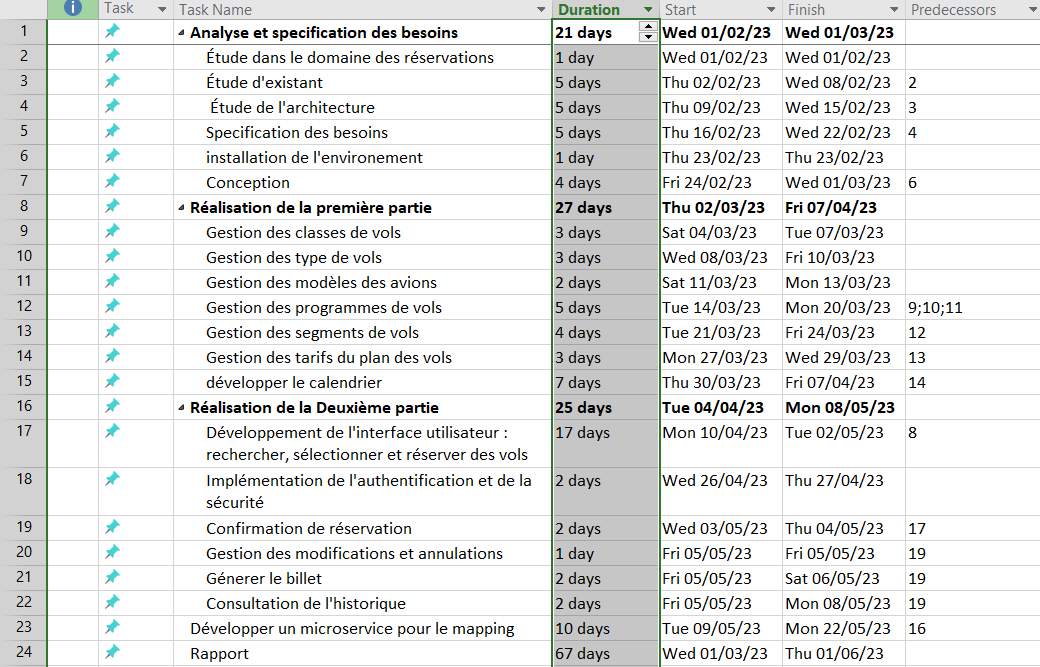 i Task Task Name Duration Start Finish Predecessors
1 Analyse et specification des besoins 21 days Wed 01/02/23 Wed 01/03/23
2 Étude dans le domaine des réservations 1 day Wed 01/02/23 Wed 01/02/23
3 Étude d'existant 5 days Thu 02/02/23 Wed 08/02/23 2
4 Étude de l'architecture 5 days Thu 09/02/23 Wed 15/02/23 3
5 Specification des besoins 5 days Thu 16/02/23 Wed 22/02/23 4
6 installation de l'environement 1 day Thu 23/02/23 Thu 23/02/23
7 Conception 4 days Fri 24/02/23 Wed 01/03/23 6
8 Réalisation de la première partie 27 days Thu 02/03/23 Fri 07/04/23
9 Gestion des classes de vols 3 days Sat 04/03/23 Tue 07/03/23
10 Gestion des type de vols 3 days Wed 08/03/23 Fri 10/03/23
11 Gestion des modèles des avions 2 days Sat 11/03/23 Mon 13/03/23
12 Gestion des programmes de vols 5 days Tue 14/03/23 Mon 20/03/23 9;10;11
13 Gestion des segments de vols 4 days Tue 21/03/23 Fri 24/03/23 12
14 Gestion des tarifs du plan des vols 3 days Mon 27/03/23 Wed 29/03/23 13
15 développer le calendrier 7 days Thu 30/03/23 Fri 07/04/23 14
16 Réalisation de la Deuxième partie 25 days Tue 04/04/23 Mon 08/05/23
17 Développement de l'interface utilisateur : 17 days Mon 10/04/23 Tue 02/05/23 8
rechercher, sélectionner et réserver des vols
18 Implémentation de l'authentification et de la 2 days Wed 26/04/23 Thu 27/04/23
sécurité
19 Confirmation de réservation 2 days Wed 03/05/23 Thu 04/05/23 17
20 Gestion des modifications et annulations 1 day Fri 05/05/23 Fri 05/05/23 19
21 Génerer le billet 2 days Fri 05/05/23 Sat 06/05/23 19
22 Consultation de l'historique 2 days Fri 05/05/23 Mon 08/05/23 19
23 Développer un microservice pour le mapping 10 days Tue 09/05/23 Mon 22/05/23 16
24 Rapport 67 days Wed 01/03/23 Thu 01/06/23